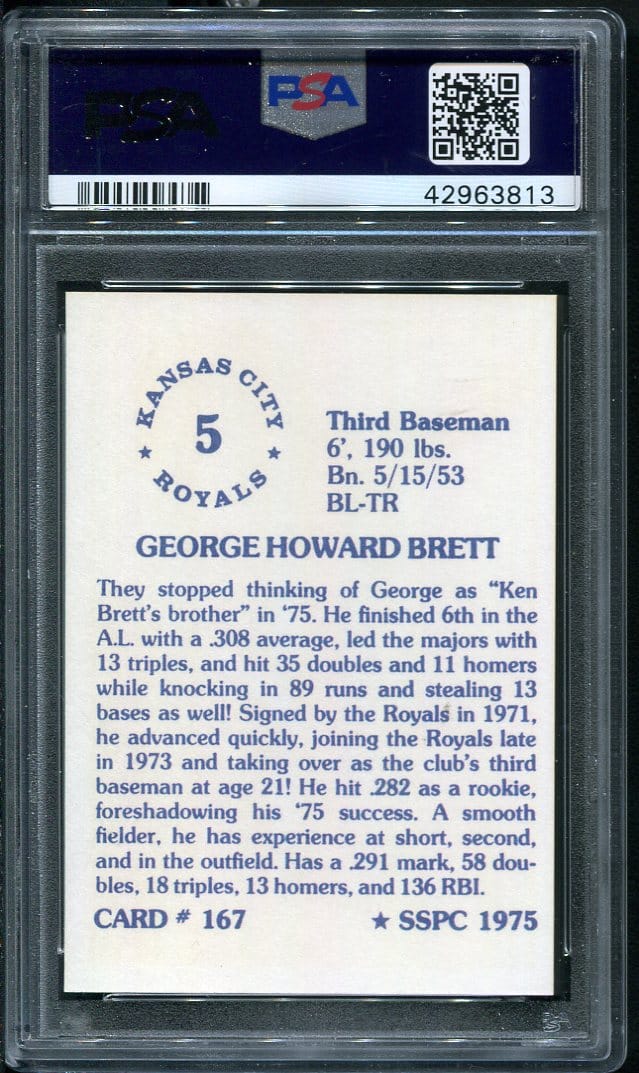 PSA
PSA
42963813
KANSAS CITY
5
ROYALS
Third Baseman
6', 190 lbs.
Bn. 5/15/53
BL-TR
GEORGE HOWARD BRETT
They stopped thinking of George as "Ken
Brett's brother" in '75. He finished 6th in the
A.L. with a .308 average, led the majors with
13 triples, and hit 35 doubles and 11 homers
while knocking in 89 runs and stealing 13
bases as well! Signed by the Royals in 1971,
he advanced quickly, joining the Royals late
in 1973 and taking over as the club's third
baseman at age 21! He hit .282 as a rookie,
foreshadowing his '75 success. A smooth
fielder, he has experience at short, second,
and in the outfield. Has a .291 mark, 58 dou-
bles, 18 triples, 13 homers, and 136 RBI.
CARD # 167 ★ SSPC 1975